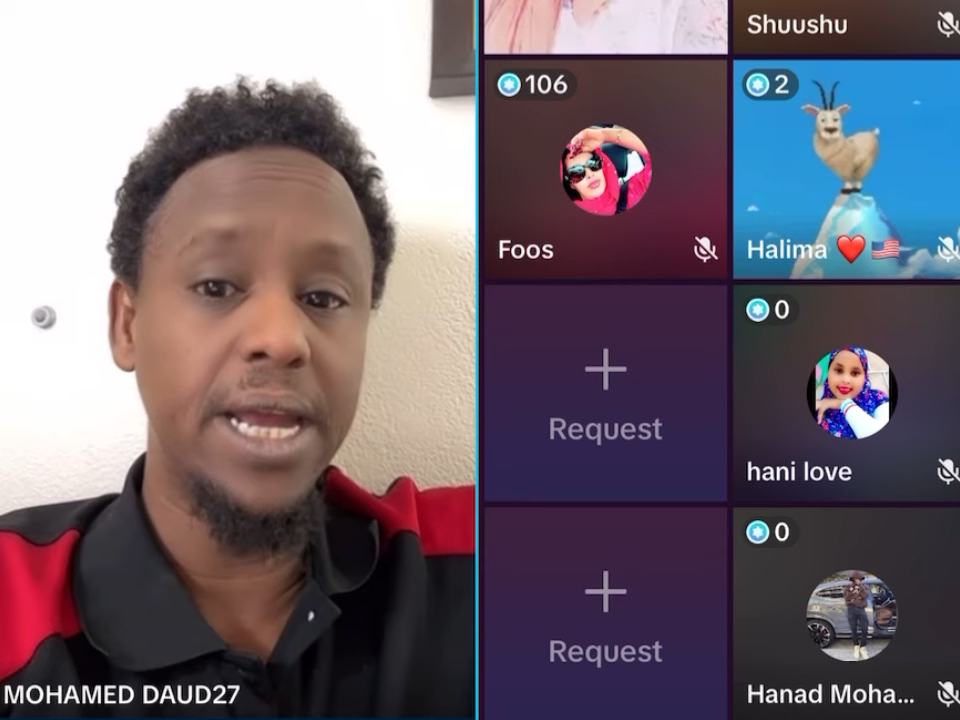 Shuushu
106
2
Foos
Halima ❤️🇺🇸
0
Request
hani love
0
Request
Hanad Moha...
MOHAMED DAUD27